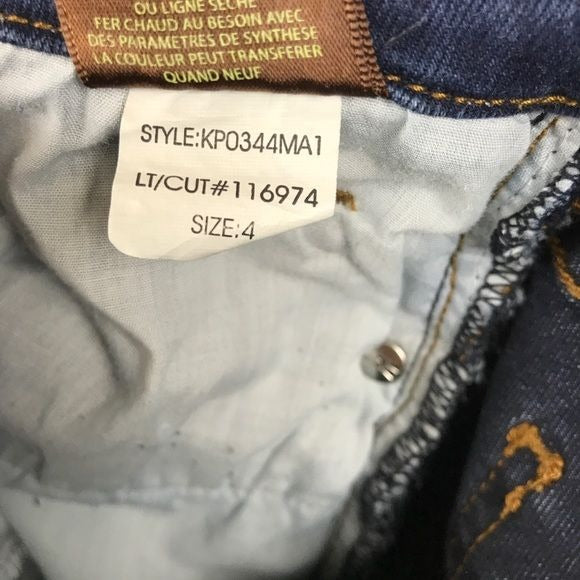 OU LIGNE SECHE
FER CHAUD AU BESOIN AVEC
DES PARAMETRES DE SYNTHESE
LA COULEUR PEUT TRANSFERER
QUAND NEUF
STYLE:KP0344MA1
LT/CUT#116974
SIZE:4